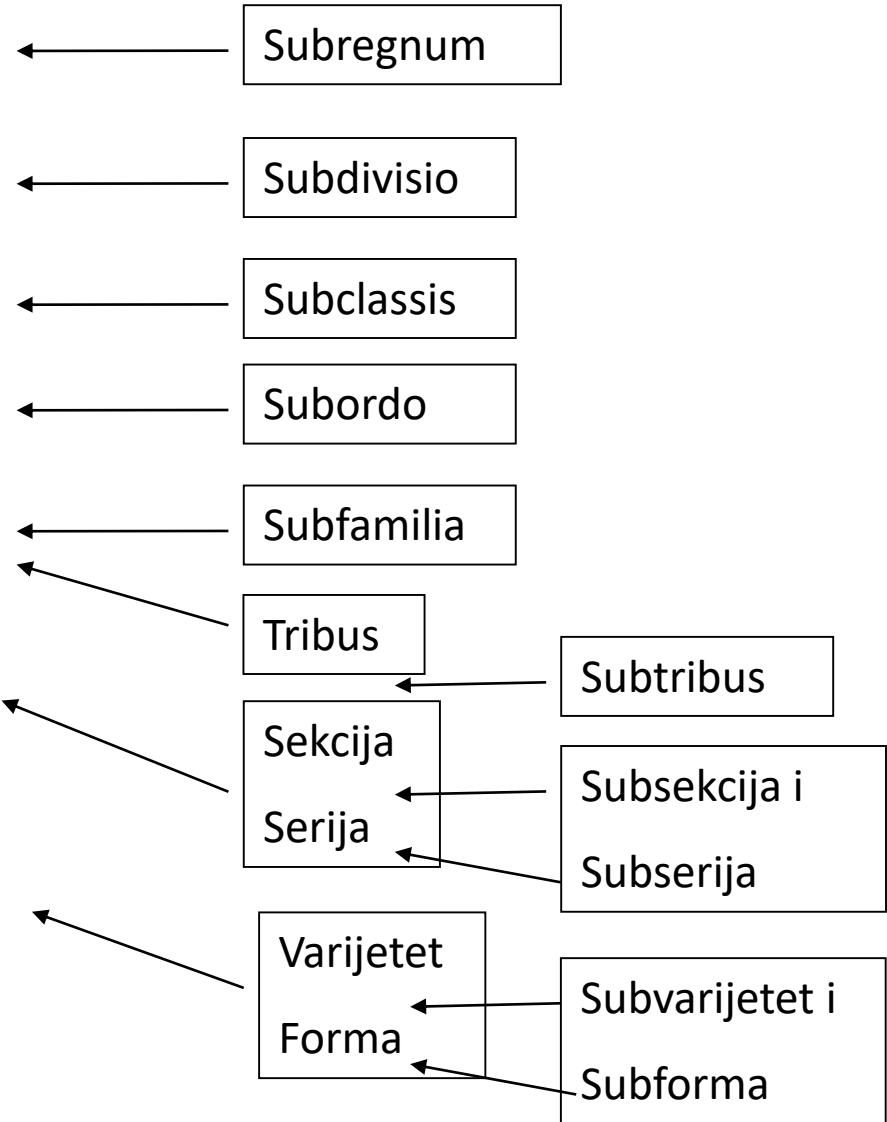 Subregnum
Subdivisio
Subclassis
Subordo
Subfamilia
Tribus
Subtribus
Sekcija
Serija
Subsekcija i
Subserija
Varijetet
Forma
Subvarijetet i
Subforma